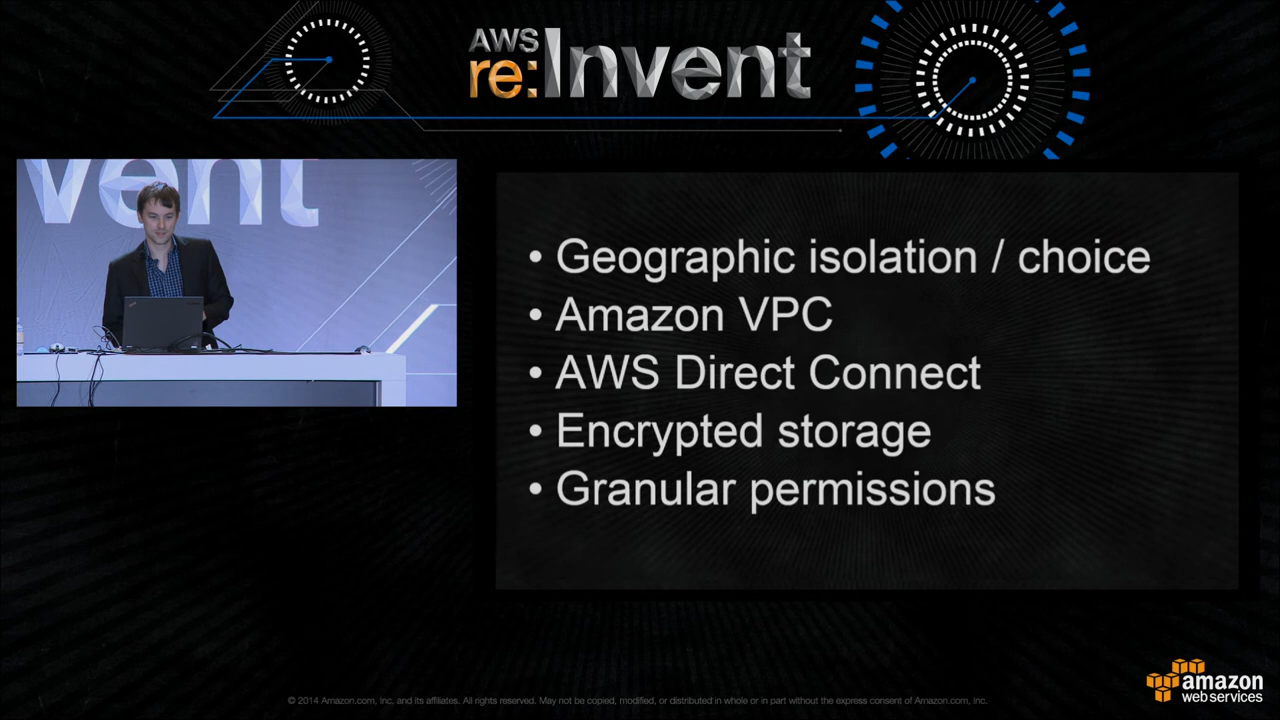 AWS
re:Invent
vent
• Geographic isolation / choice
• Amazon VPC
• AWS Direct Connect
• Encrypted storage
• Granular permissions
© 2014 Amazon.com, Inc, and its affiliates. All rights reserved. May not be copied, modified, or distributed in whole or in part without the express consent of Amazon.com, Inc.
amazon
web services